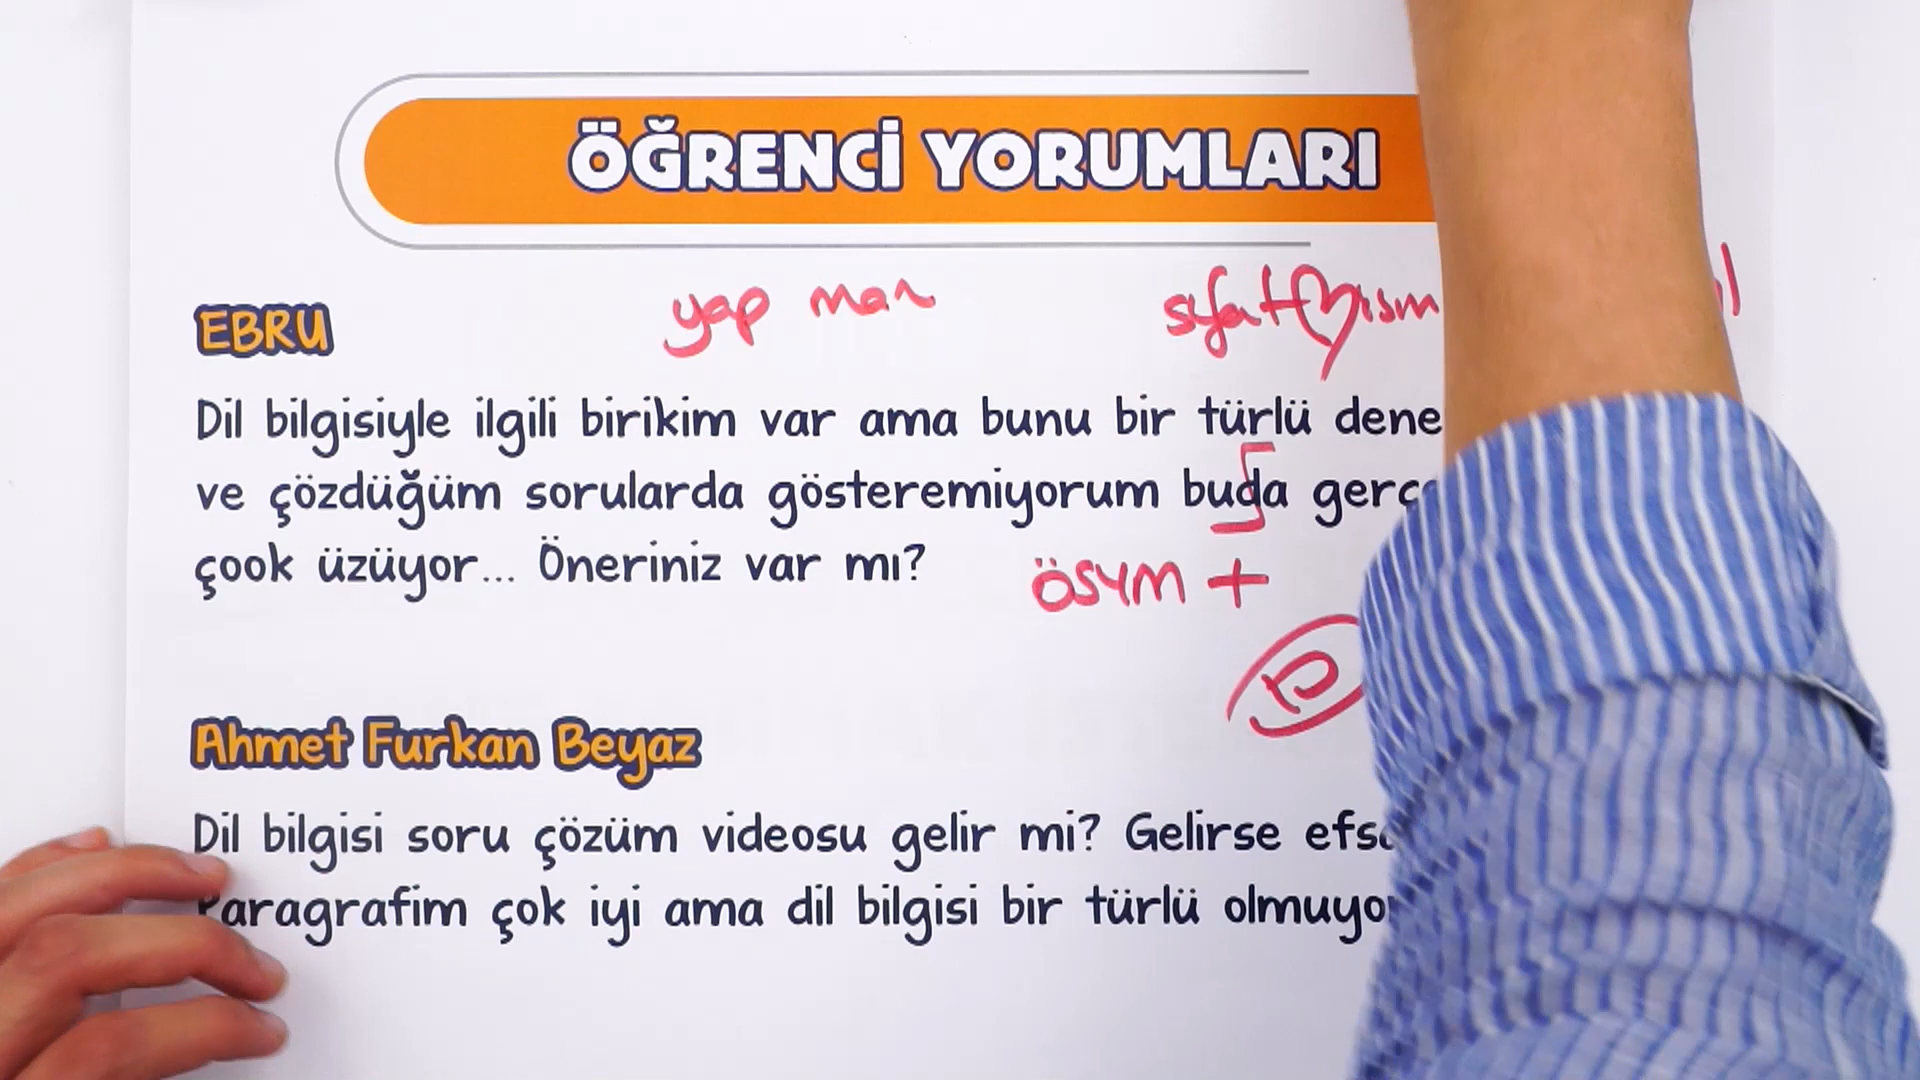 ÖĞRENCİ YORUMLARI
yap man
sıfat ism
EBRU
Dil bilgisiyle ilgili birikim var ama bunu bir türlü dene
ve çözdüğüm sorularda gösteremiyorum buda gerç
çook üzüyor... Öneriniz var mı?
ÖSYM +
Ahmet Furkan Beyaz
Dil bilgisi soru çözüm videosu gelir mi? Gelirse efsa
Paragrafim çok iyi ama dil bilgisi bir türlü olmuyo